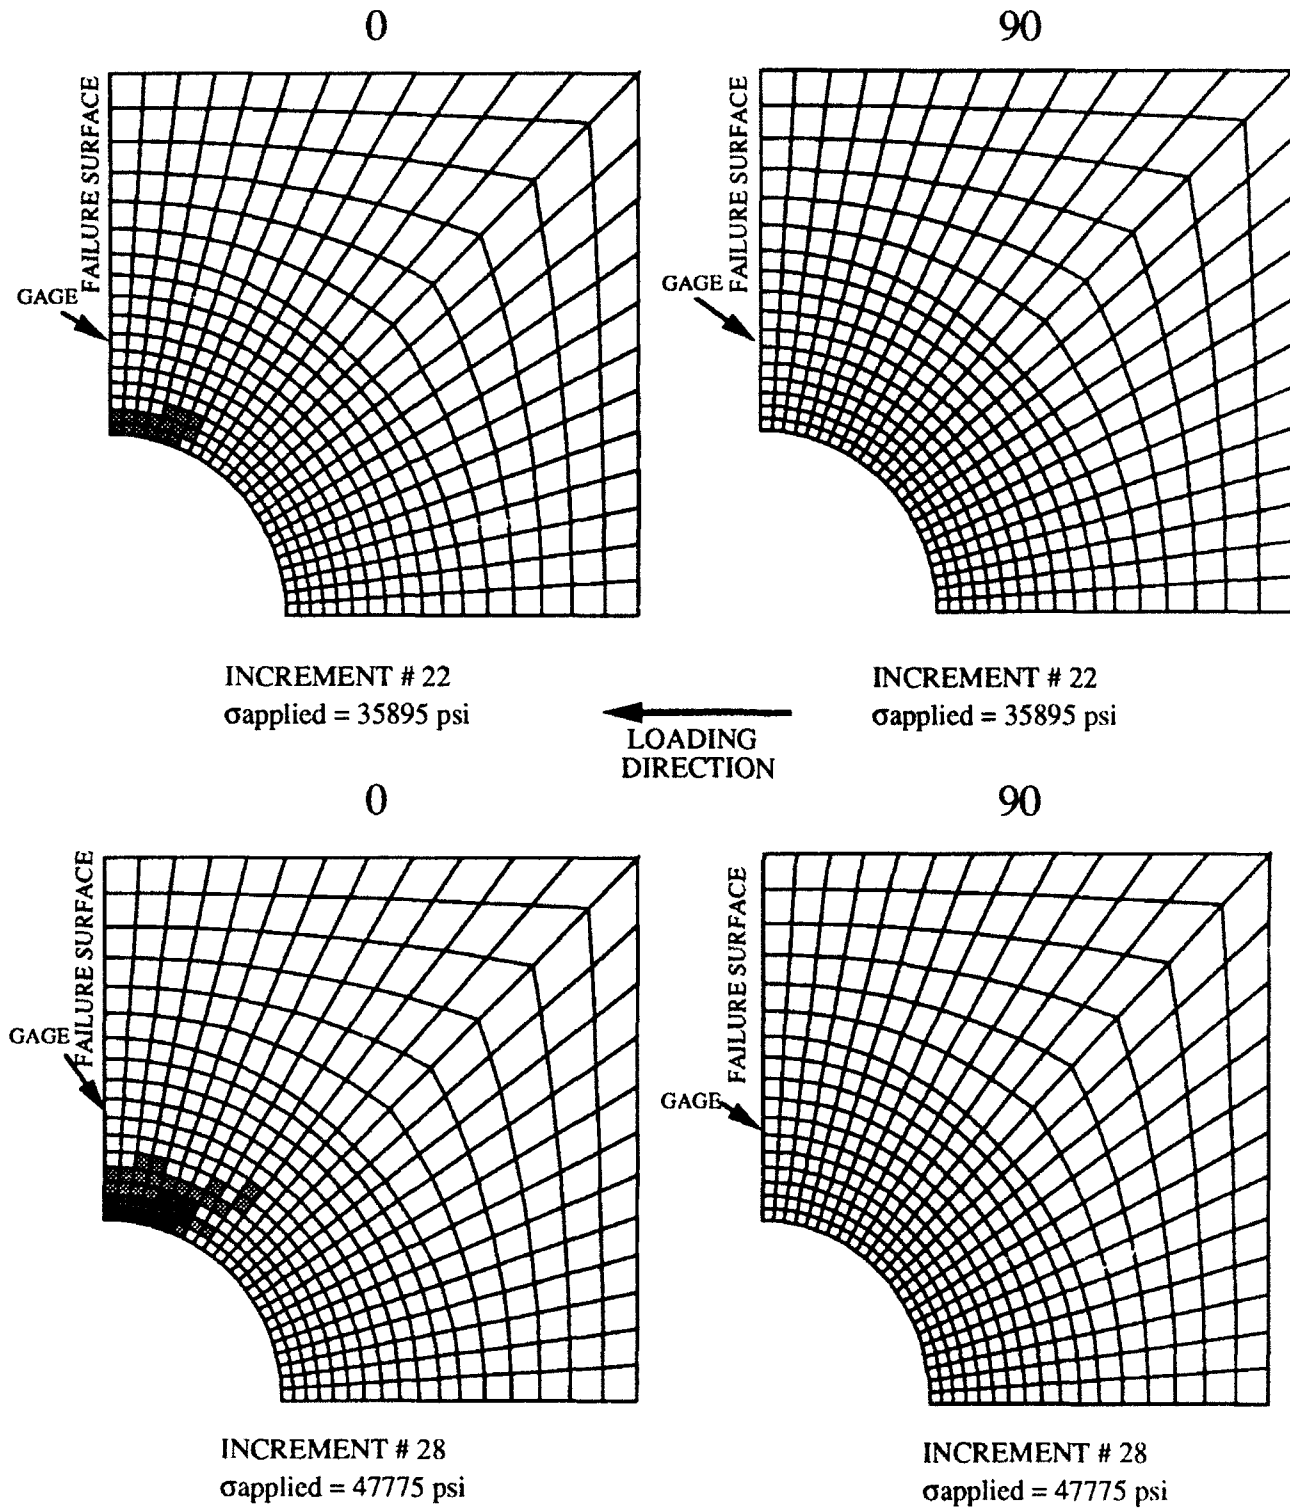 0
90
FAILURE SURFACE
FAILURE SURFACE
GAGE
GAGE
INCREMENT # 22
σapplied = 35895 psi
INCREMENT # 22
σapplied = 35895 psi
LOADING
DIRECTION
0
90
FAILURE SURFACE
FAILURE SURFACE
GAGE
GAGE
INCREMENT # 28
σapplied = 47775 psi
INCREMENT # 28
σapplied = 47775 psi